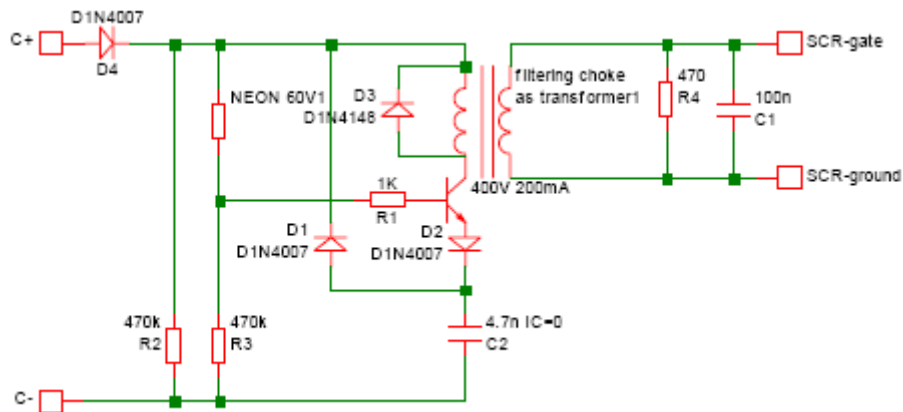 D1N4007
C+
D4
SCR-gate
NEON 60V1
D3
D1N4148
filtering choke
as transformer1
470
R4
100n
C1
1K
R1
400V 200mA
SCR-ground
D1
D1N4007
D2
D1N4007
470k
R2
470k
R3
4.7n IC=0
C2
C-